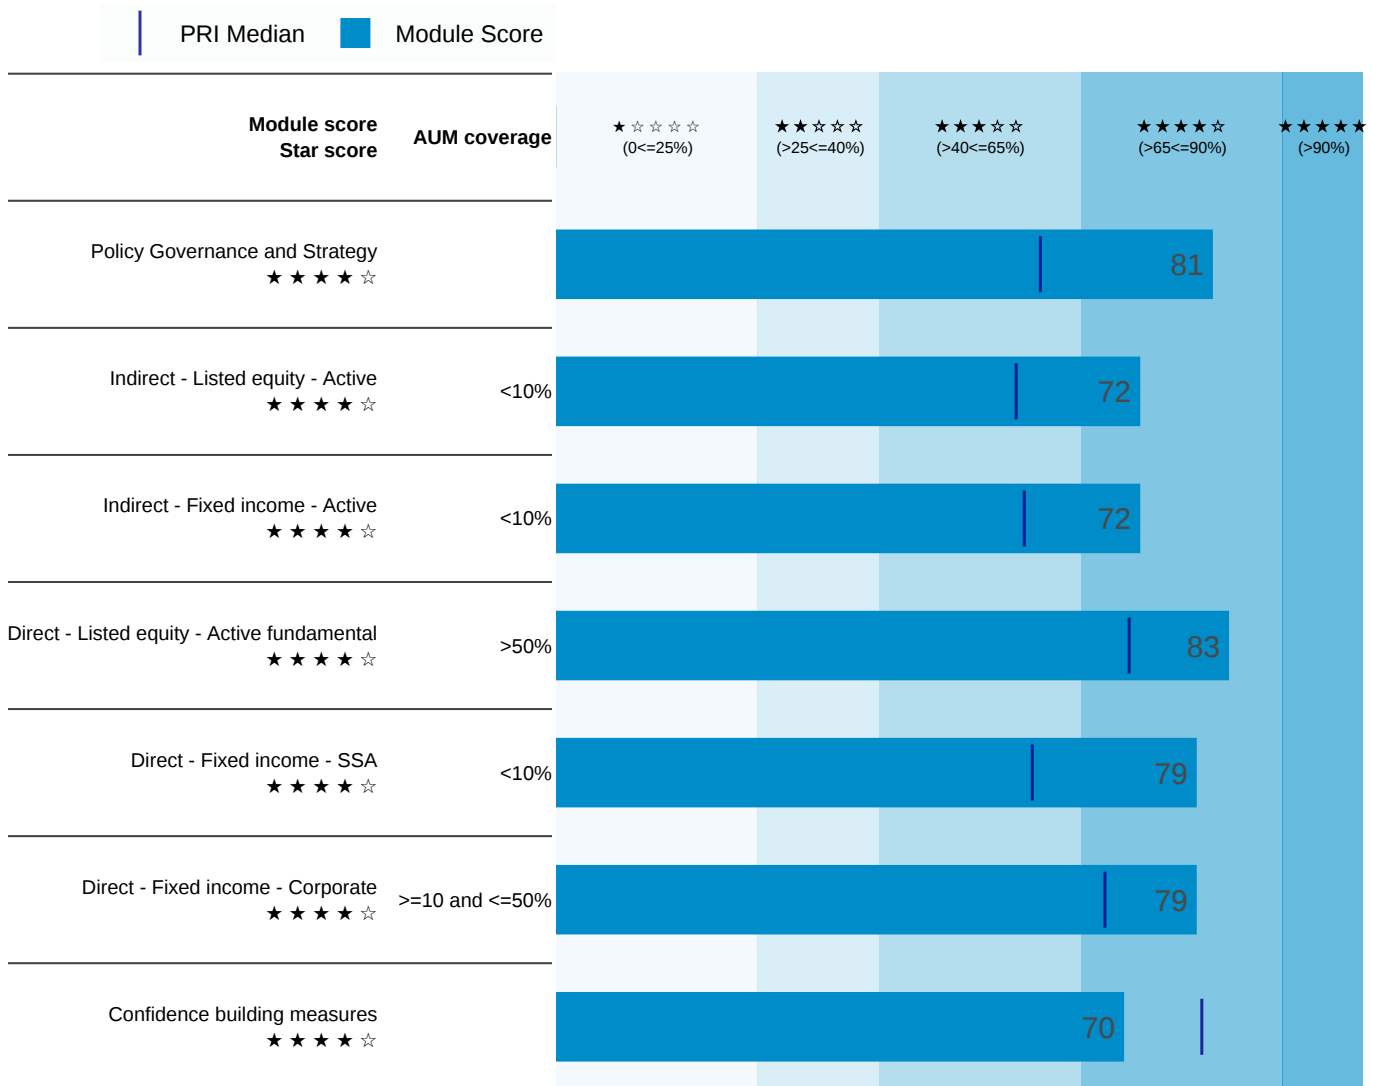 PRI Median Module Score
Module score
Star score
AUM coverage
★☆☆☆☆
(0<=25%)
★★☆☆☆
(>25<=40%)
★★★☆☆
(>40<=65%)
★★★★☆
(>65<=90%)
★★★★★
(>90%)
Policy Governance and Strategy
★★★★☆
81
Indirect - Listed equity - Active
★★★★☆
<10%
72
Indirect - Fixed income - Active
★★★★☆
<10%
72
Direct - Listed equity - Active fundamental
★★★★☆
>50%
83
Direct - Fixed income - SSA
★★★★☆
<10%
79
Direct - Fixed income - Corporate
★★★★☆
>=10 and <=50%
79
Confidence building measures
★★★★☆
70